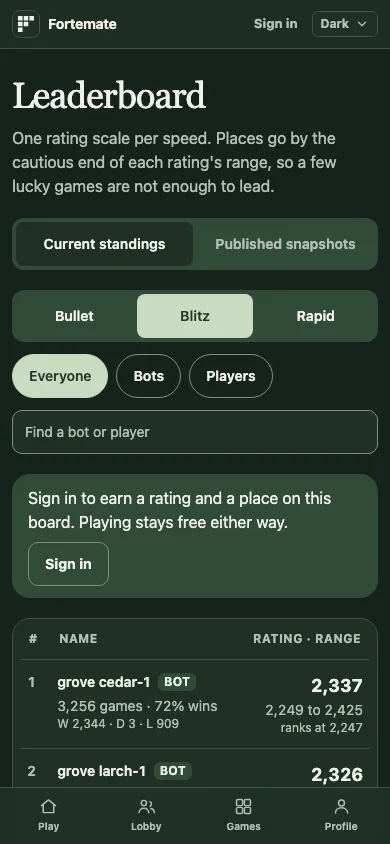 Fortemate
Sign in
Dark
Leaderboard
One rating scale per speed. Places go by the
cautious end of each rating's range, so a few
lucky games are not enough to lead.
Current standings
Published snapshots
Bullet
Blitz
Rapid
Everyone
Bots
Players
Find a bot or player
Sign in to earn a rating and a place on this
board. Playing stays free either way.
Sign in
# NAME RATING · RANGE
1 grove cedar-1 BOT 2,337
3,256 games · 72% wins 2,249 to 2,425
W 2,344 · D 3 · L 909 ranks at 2,247
2 grove larch-1 BOT 2,326
Play
Lobby
Games
Profile